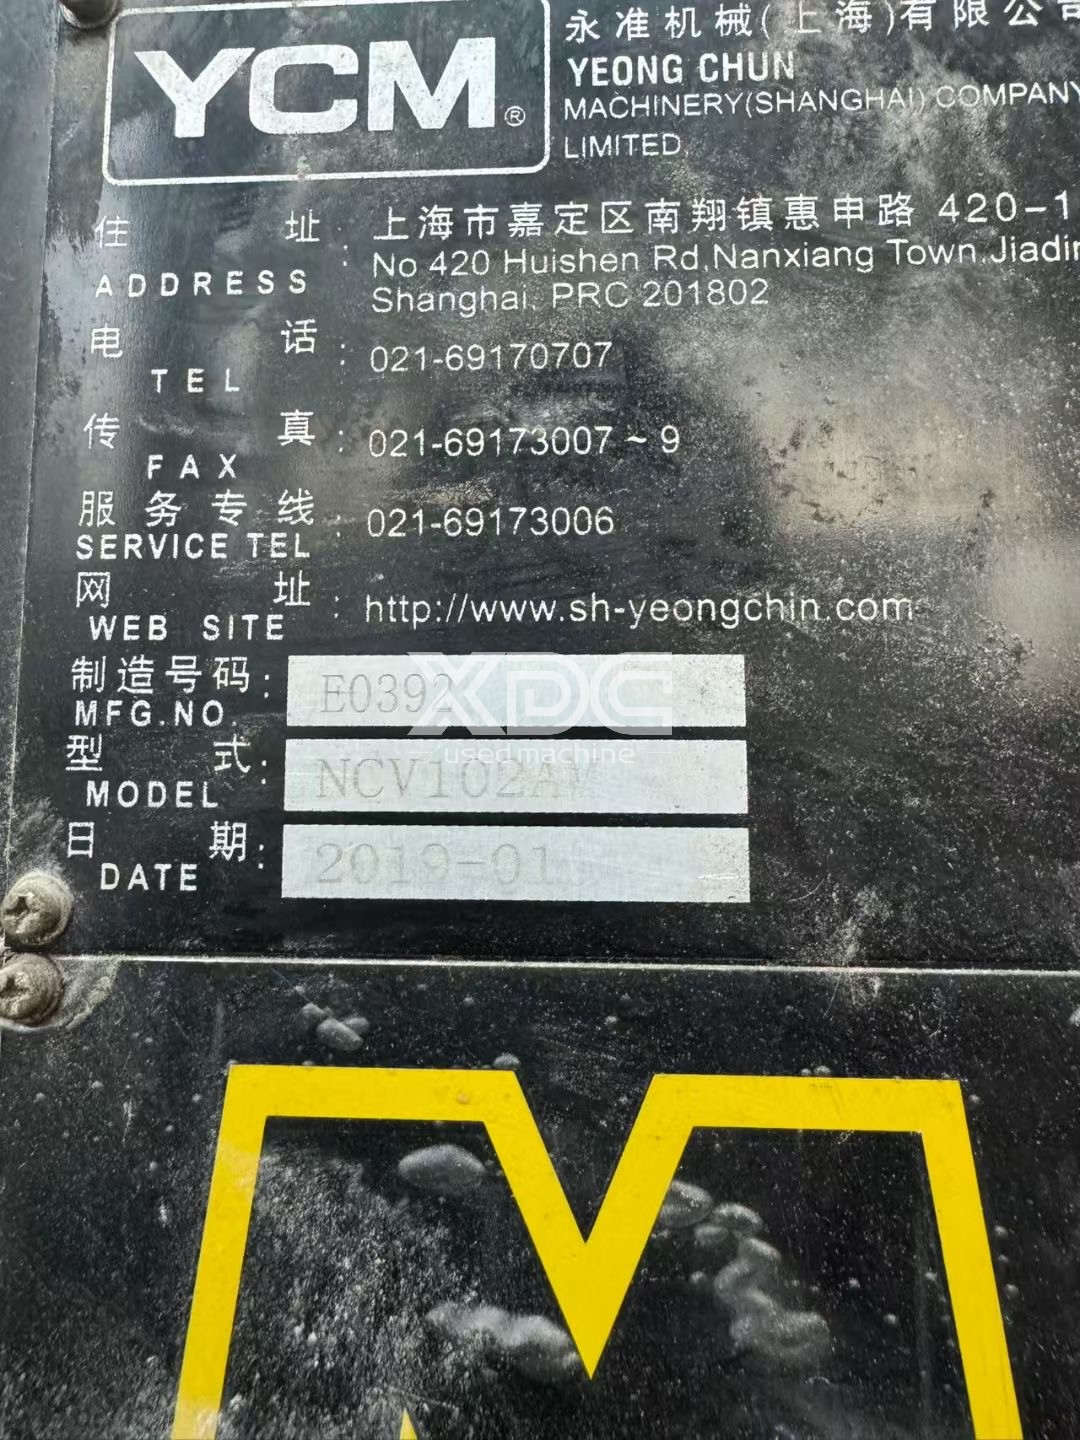 YCM®
永准机械(上海)有限公司
YEONG CHUN
MACHINERY(SHANGHAI) COMPANY
LIMITED.
住 址: 上海市嘉定区南翔镇惠申路 420-1
ADDRESS No 420 Huishen Rd,Nanxiang Town,Jiadin
Shanghai, PRC 201802
电 话: 021-69170707
TEL
传 真: 021-69173007 ~ 9
FAX
服务专线: 021-69173006
SERVICE TEL
网 址: http://www.sh-yeongchin.com
WEB SITE
制造号码: E0392
MFG.NO.
型 式: NCV102AM
MODEL
日 期: 2019-01
DATE
XDC
used machine